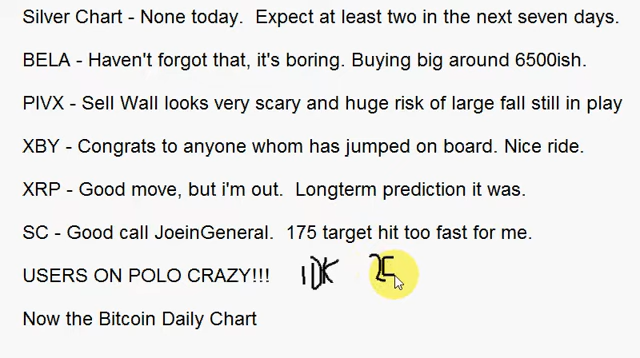 Silver Chart - None today.  Expect at least two in the next seven days.
BELA - Haven't forgot that, it's boring. Buying big around 6500ish.
PIVX - Sell Wall looks very scary and huge risk of large fall still in play
XBY - Congrats to anyone whom has jumped on board. Nice ride.
XRP - Good move, but i'm out.  Longterm prediction it was.
SC - Good call JoeinGeneral.  175 target hit too fast for me.
USERS ON POLO CRAZY!!! 10K
Now the Bitcoin Daily Chart